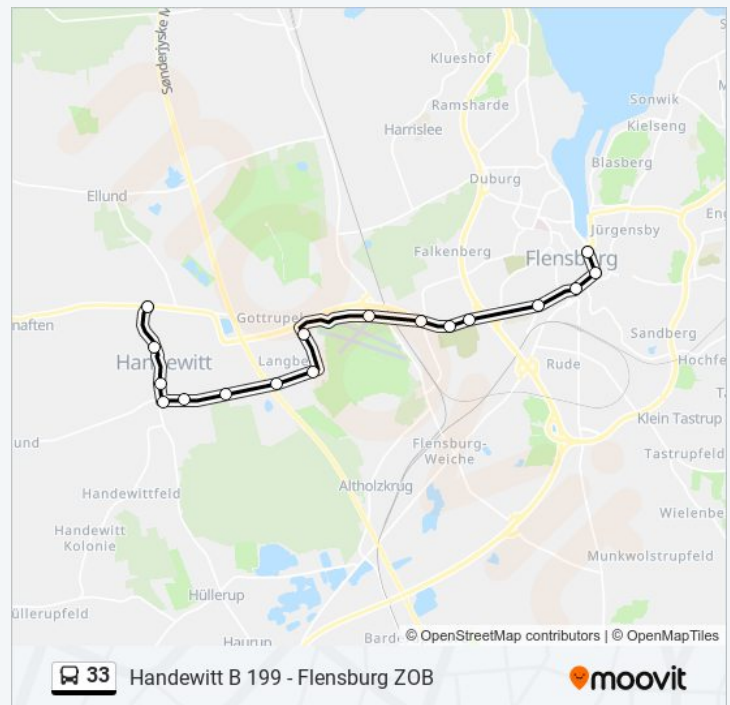 Sønderjyske M
Klueshof
Ramsharde
Sonwik
Kielseng
Harrislee
Blasberg
Duburg
Ellund
Jürgensby
Eng
Falkenberg
Flensburg
Gottrupel
naften
Sandberg
Handewitt
Langbe
Rude
Hochfe
Klein Tastrup
Flensburg-
Weiche
und
Tastrupfeld
Altholzkrug
Handewittfeld
Wielenbe
Handewitt
Kolonie
Munkwolstrupfeld
Hüllerup
üllerupfeld
Haurup
Barde
© OpenStreetMap contributors | © OpenMapTiles
33 Handewitt B 199 - Flensburg ZOB moovit